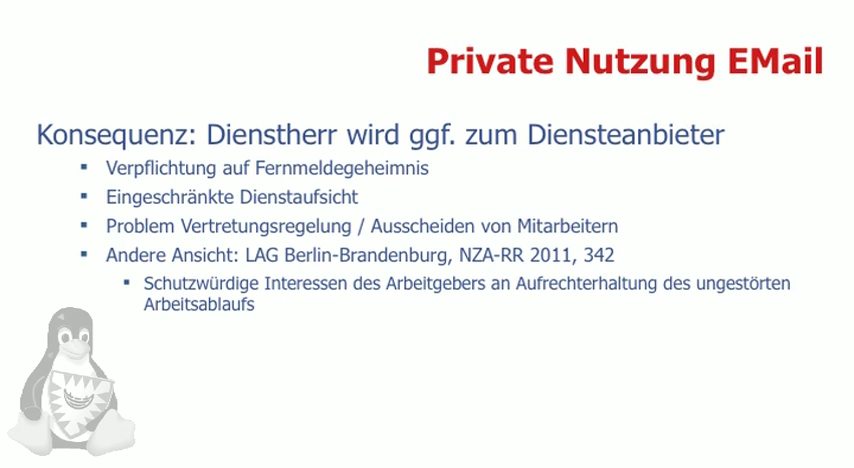 Private Nutzung EMail
Konsequenz: Dienstherr wird ggf. zum Diensteanbieter
▪ Verpflichtung auf Fernmeldegeheimnis
▪ Eingeschränkte Dienstaufsicht
▪ Problem Vertretungsregelung / Ausscheiden von Mitarbeitern
▪ Andere Ansicht: LAG Berlin-Brandenburg, NZA-RR 2011, 342
▪ Schutzwürdige Interessen des Arbeitgebers an Aufrechterhaltung des ungestörten
Arbeitsablaufs